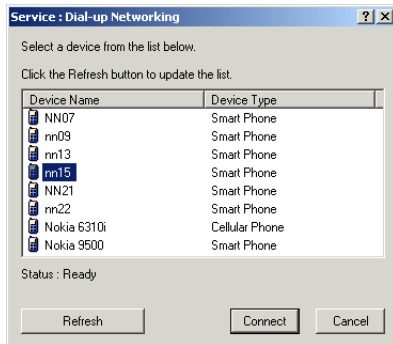 Service : Dial-up Networking
Select a device from the list below.
Click the Refresh button to update the list.
Device Name Device Type
NN07 Smart Phone
nn09 Smart Phone
nn13 Smart Phone
nn15 Smart Phone
NN21 Smart Phone
nn22 Smart Phone
Nokia 6310i Cellular Phone
Nokia 9500 Smart Phone
Status : Ready
Refresh Connect Cancel